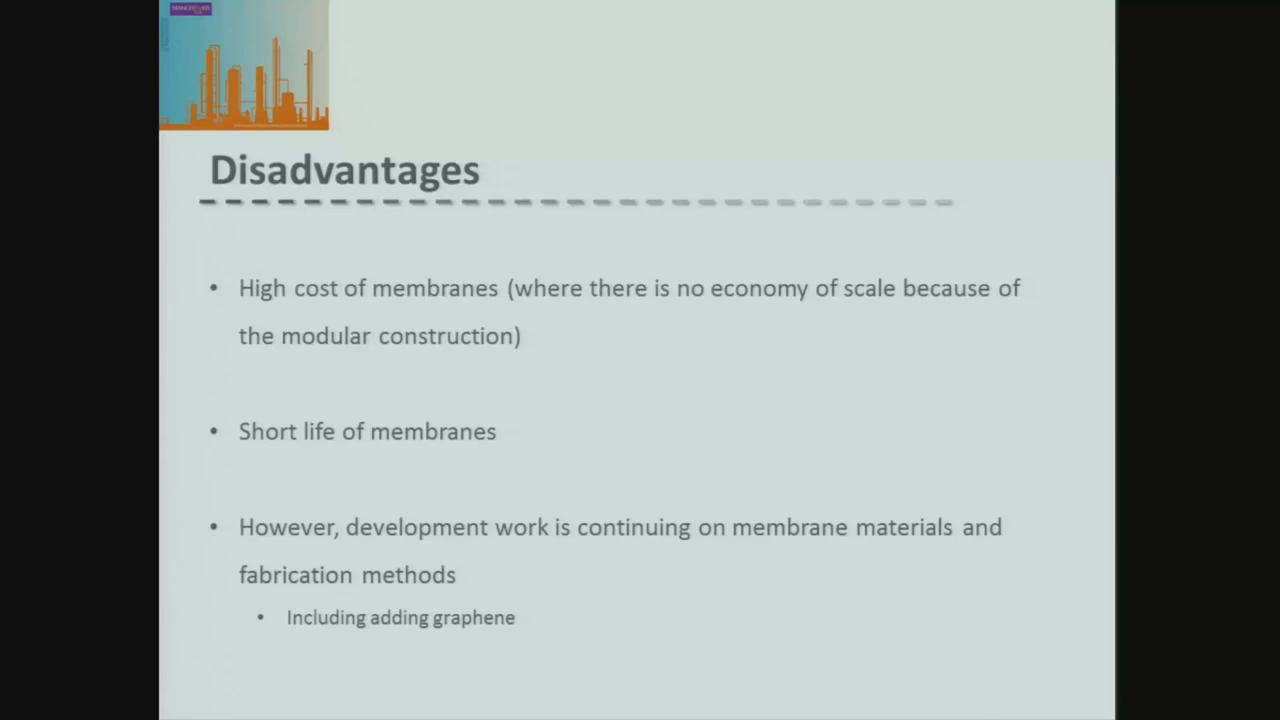 Disadvantages
• High cost of membranes (where there is no economy of scale because of
the modular construction)
• Short life of membranes
• However, development work is continuing on membrane materials and
fabrication methods
• Including adding graphene